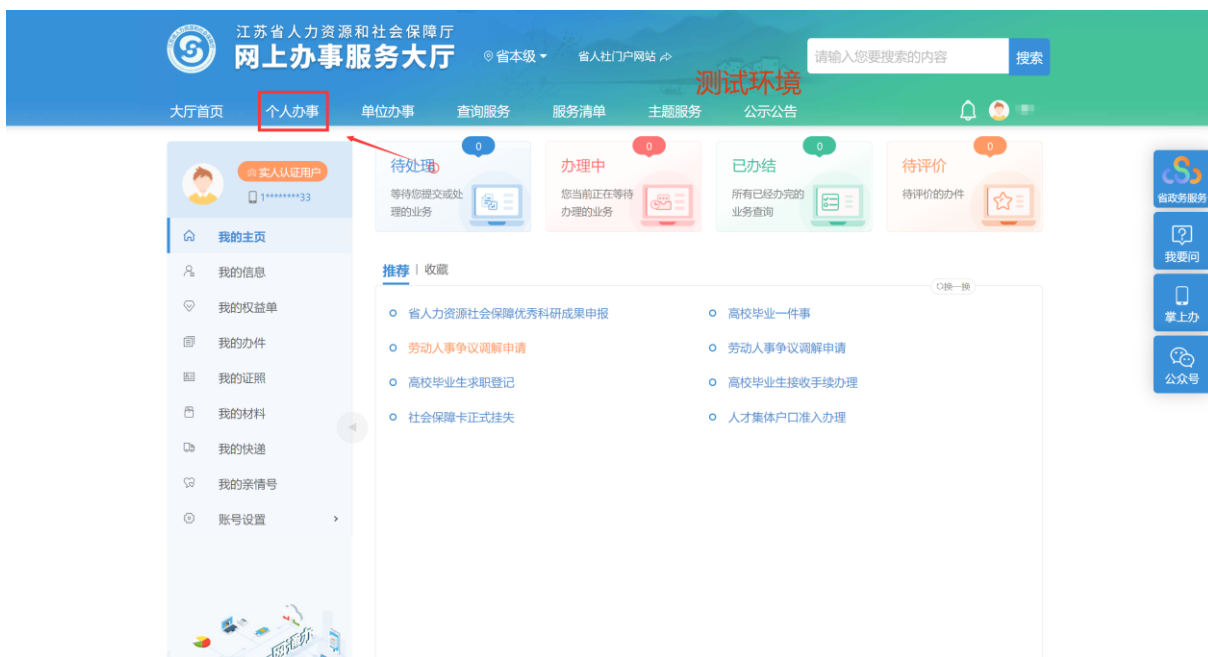 江苏省人力资源和社会保障厅
网上办事服务大厅
省本级
省人社门户网站
请输入您要搜索的内容
搜索
测试环境
大厅首页 个人办事 单位办事 查询服务 服务清单 主题服务 公示公告
实人认证用户
1********33
我的主页
我的信息
我的权益单
我的办件
我的证照
我的材料
我的快递
我的亲情号
账号设置
待处理
①
0
等待您提交或处
理的业务
办理中
0
您当前正在等待
办理的业务
已办结
0
所有已经办完的
业务查询
待评价
0
待评价的办件
推荐 | 收藏
换一换
省人力资源社会保障优秀科研成果申报 高校毕业一件事
劳动人事争议调解申请 劳动人事争议调解申请
高校毕业生求职登记 高校毕业生接收手续办理
社会保障卡正式挂失 人才集体户口准入办理
省政务服务
我要问
掌上办
公众号